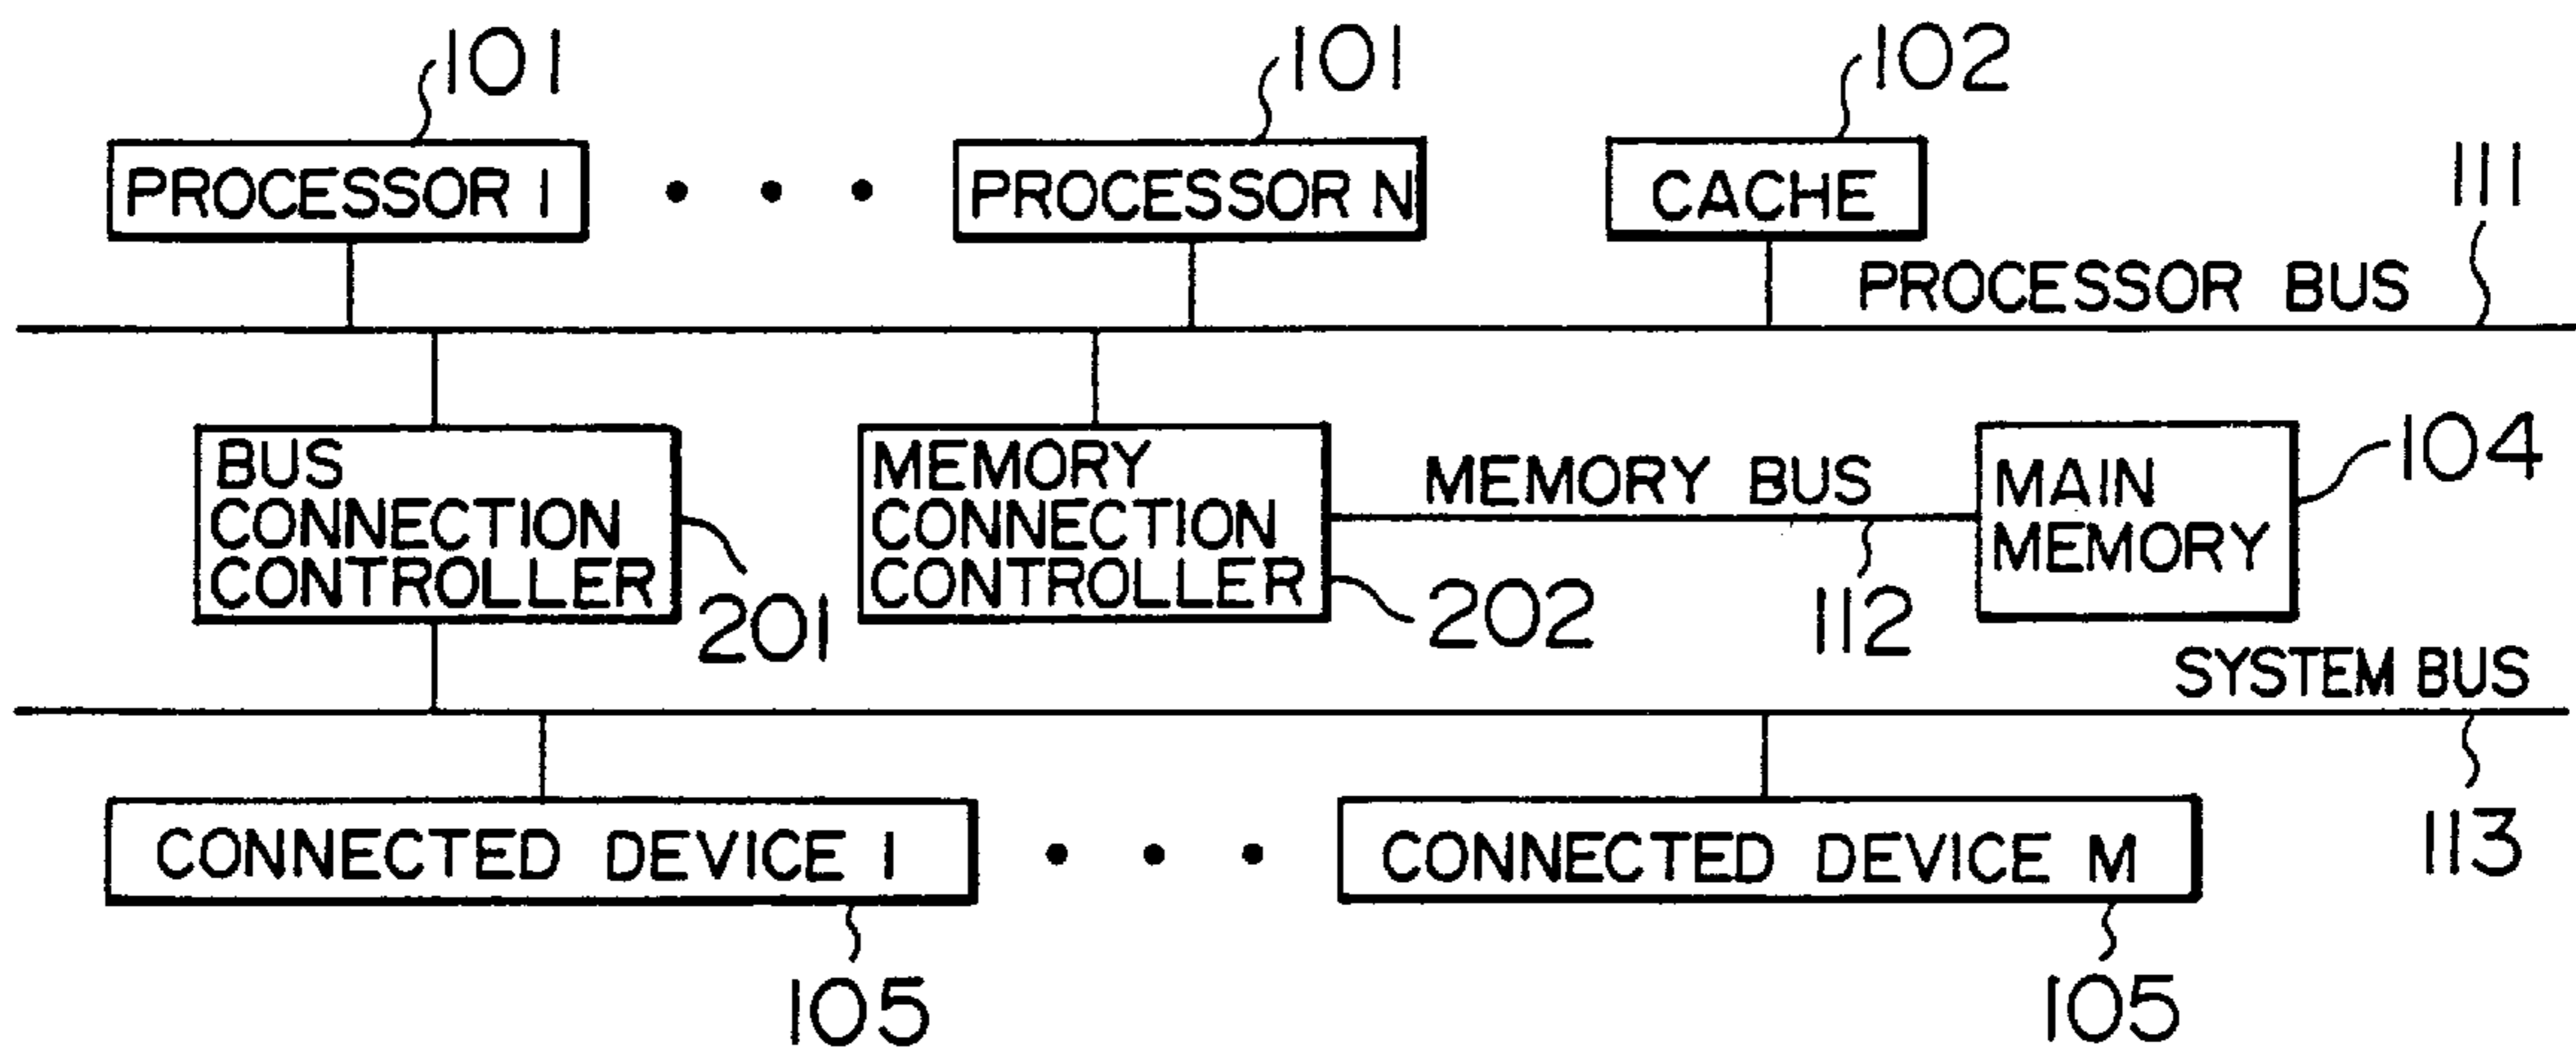 101
101
102
PROCESSOR 1
• • •
PROCESSOR N
CACHE
111
PROCESSOR BUS
BUS
CONNECTION
CONTROLLER
201
MEMORY
CONNECTION
CONTROLLER
202
MEMORY BUS
112
MAIN
MEMORY
104
SYSTEM BUS
113
CONNECTED DEVICE 1
• • •
CONNECTED DEVICE M
105
105